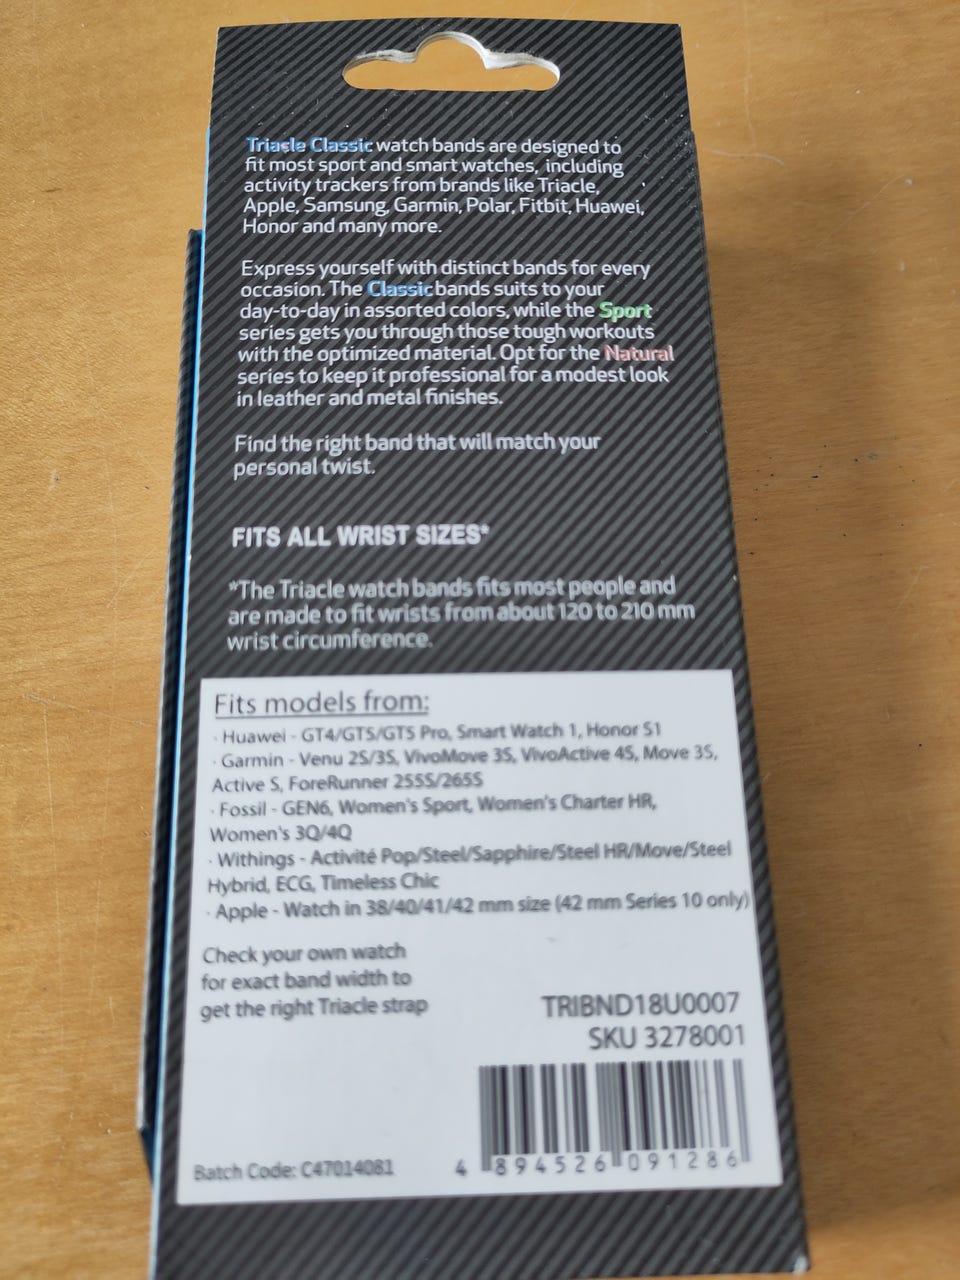 Triacle Classic watch bands are designed to
fit most sport and smart watches, including
activity trackers from brands like Triacle,
Apple, Samsung, Garmin, Polar, Fitbit, Huawei,
Honor and many more.
Express yourself with distinct bands for every
occasion. The Classic bands suits to your
day-to-day in assorted colors, while the Sport
series gets you through those tough workouts
with the optimized material. Opt for the Natural
series to keep it professional for a modest look
in leather and metal finishes.
Find the right band that will match your
personal twist.
FITS ALL WRIST SIZES*
*The Triacle watch bands fits most people and
are made to fit wrists from about 120 to 210 mm
wrist circumference.
Fits models from:
· Huawei - GT4/GT5/GT5 Pro, Smart Watch 1, Honor S1
· Garmin - Venu 2S/3S, VivoMove 3S, VivoActive 4S, Move 3S,
Active S, ForeRunner 255S/265S
· Fossil - GEN6, Women's Sport, Women's Charter HR,
Women's 3Q/4Q
· Withings - Activité Pop/Steel/Sapphire/Steel HR/Move/Steel
Hybrid, ECG, Timeless Chic
· Apple - Watch in 38/40/41/42 mm size (42 mm Series 10 only)
Check your own watch
for exact band width to
get the right Triacle strap
TRIBND18U0007
SKU 3278001
Batch Code: C47014081
4 894526 091286